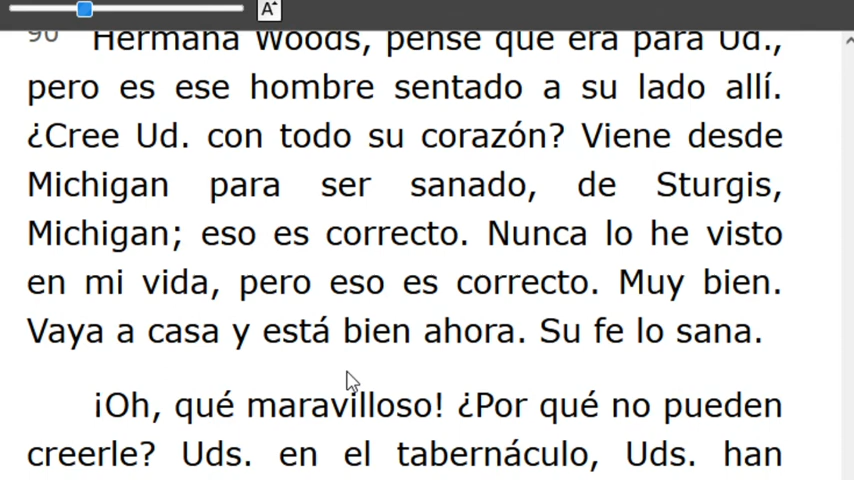 A
90 Hermana Woods, pensé que era para Ud.,
pero es ese hombre sentado a su lado allí.
¿Cree Ud. con todo su corazón? Viene desde
Michigan para ser sanado, de Sturgis,
Michigan; eso es correcto. Nunca lo he visto
en mi vida, pero eso es correcto. Muy bien.
Vaya a casa y está bien ahora. Su fe lo sana.
¡Oh, qué maravilloso! ¿Por qué no pueden
creerle? Uds. en el tabernáculo, Uds. han